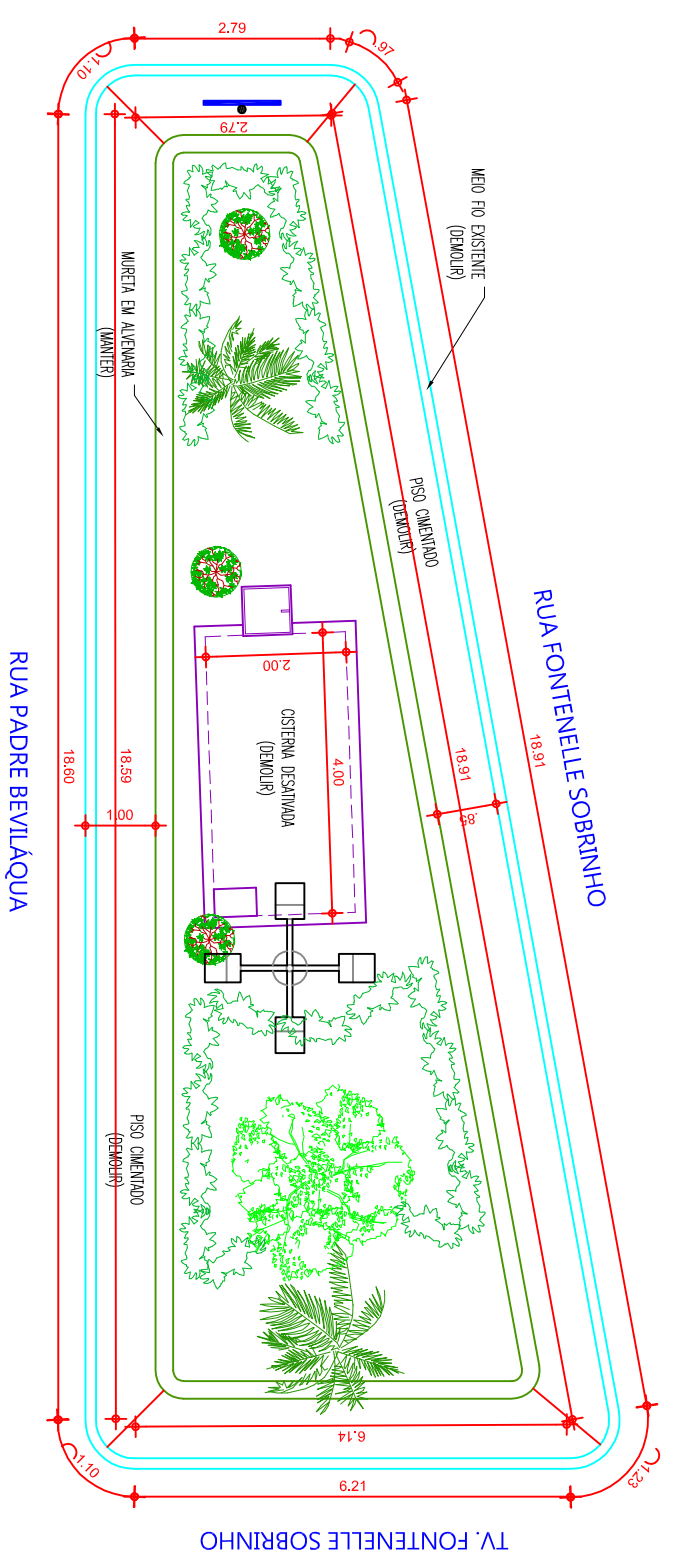 2.79
.97
1.10
2.79
MEIO FIO EXISTENTE
(DEMOLIR)
MURETA EM ALVENARIA
(MANTER)
PISO CIMENTADO
(DEMOLIR)
RUA FONTENELLE SOBRINHO
18.91
18.91
.85
2.00
4.00
CISTERNA DESATIVADA
(DEMOLIR)
RUA PADRE BEVILÁQUA
18.60
18.59
1.00
PISO CIMENTADO
(DEMOLIR)
6.14
1.10
6.21
1.23
TV. FONTENELLE SOBRINHO